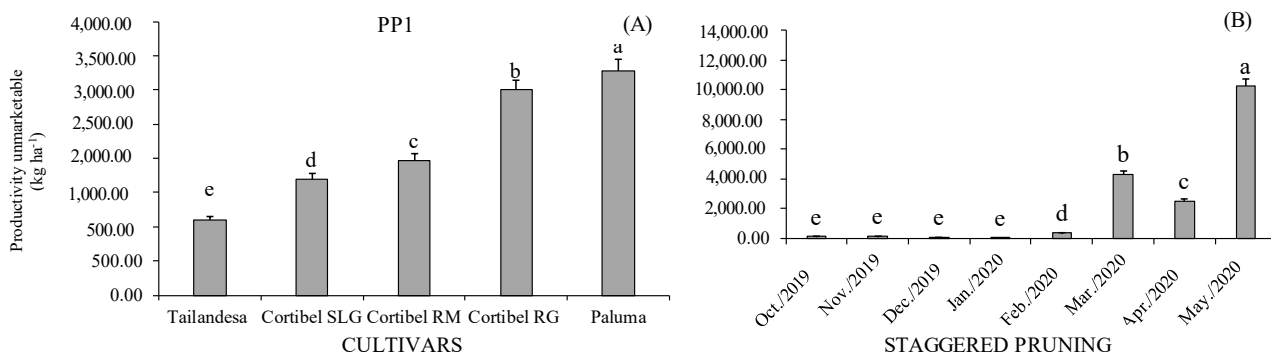 PP1
(A)
Productivity unmarketable
(kg ha-1)
4,000.00
3,500.00
3,000.00
2,500.00
2,000.00
1,000.00
500.00
500.00
0.00
e
d
c
b
a
Tailandesa
Cortibel SLG
Cortibel RM
Cortibel RG
Paluma
CULTIVARS
(B)
14,000.00
12,000.00
10,000.00
8,000.00
6,000.00
4,000.00
2,000.00
0.00
e
e
e
e
d
b
c
a
Oct./2019
Nov./2019
Dec./2019
Jan./2020
Feb./2020
Mar./2020
Apr./2020
May./2020
STAGGERED PRUNING